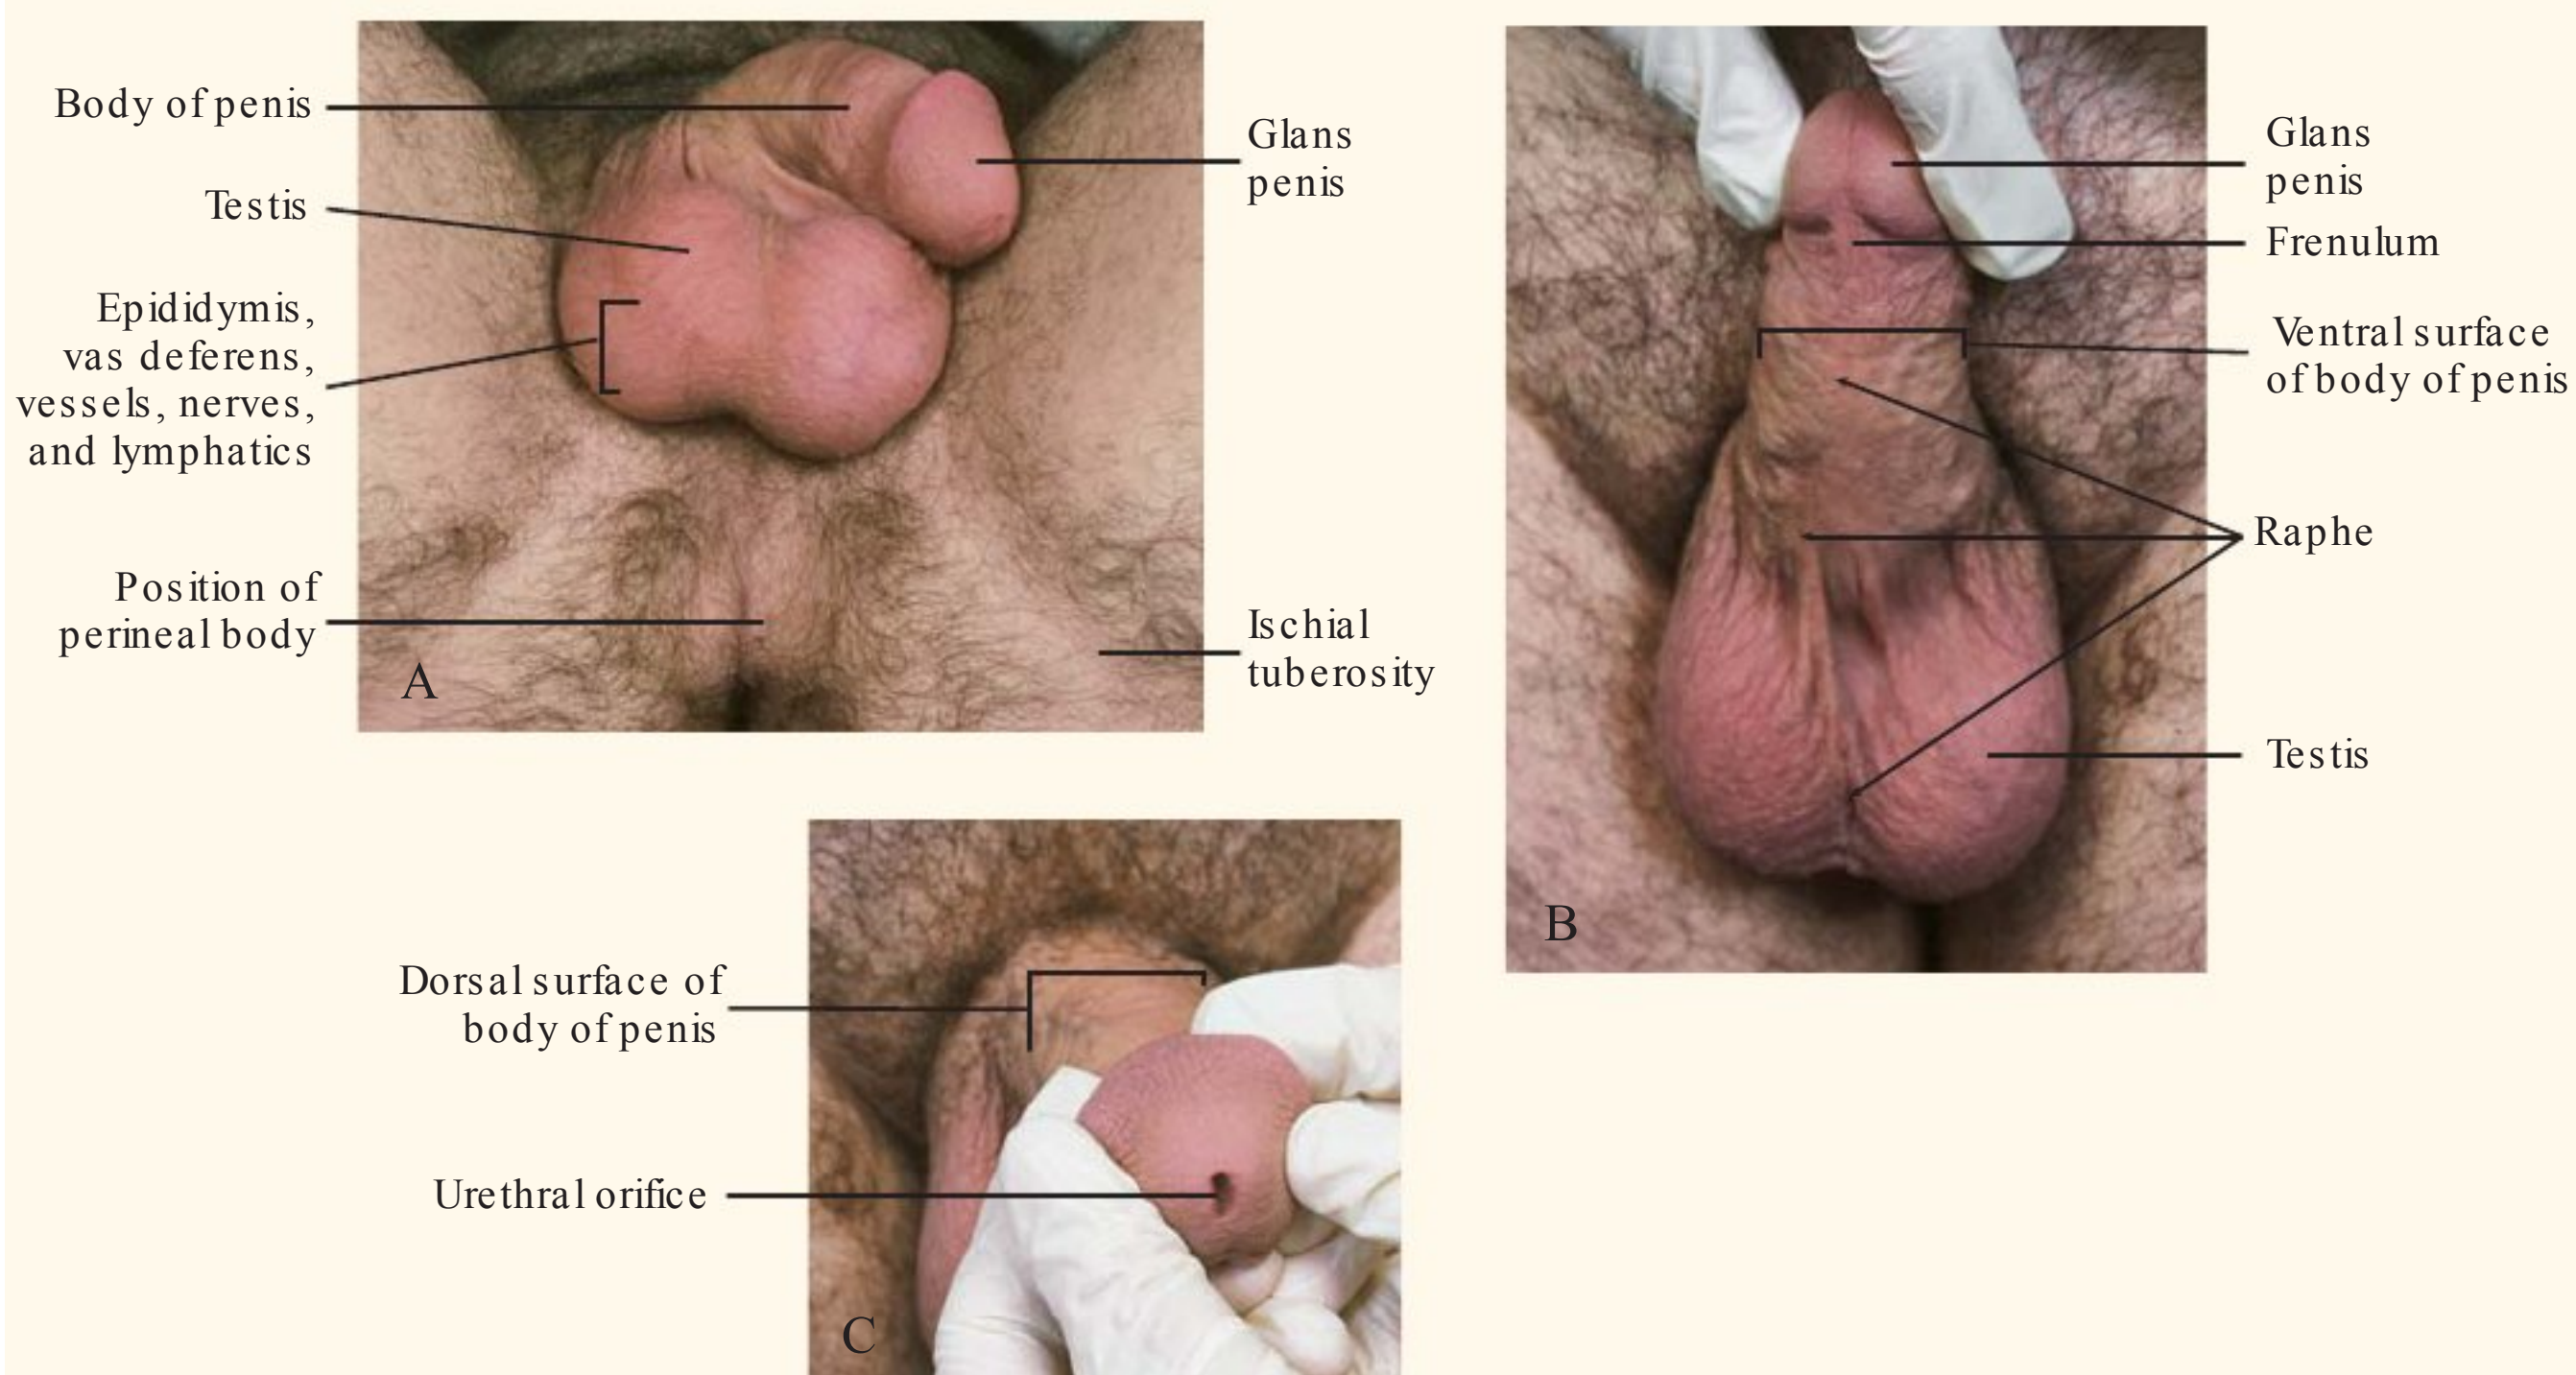 Body of penis
Testis
Epididymis,
vas deferens,
vessels, nerves,
and lymphatics
Position of
perineal body
A
Glans
penis
Ischial
tuberosity
Glans
penis
Frenulum
Ventral surface
of body of penis
Raphe
Testis
B
Dorsal surface of
body of penis
Urethral orifice
C